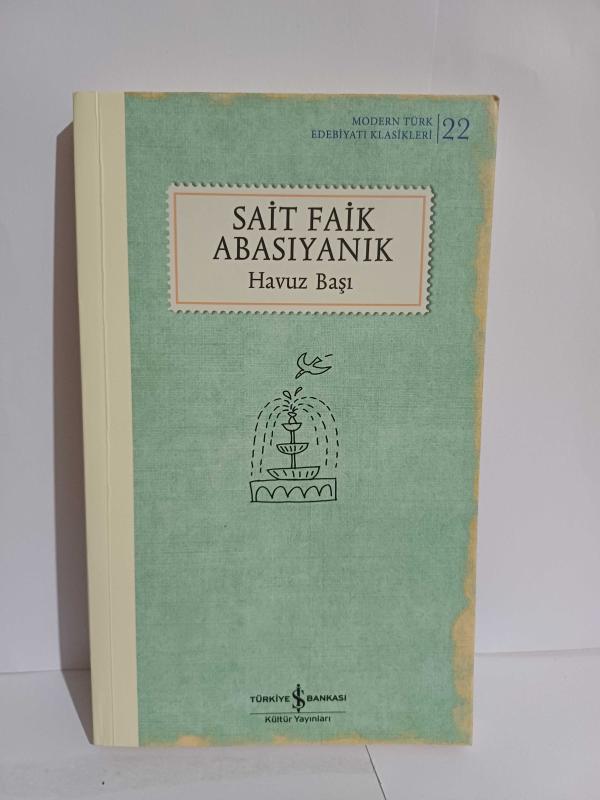 MODERN TÜRK
EDEBİYATI KLASİKLERİ 22
SAİT FAİK
ABASIYANIK
Havuz Başı
TÜRKİYE İŞ BANKASI
Kültür Yayınları